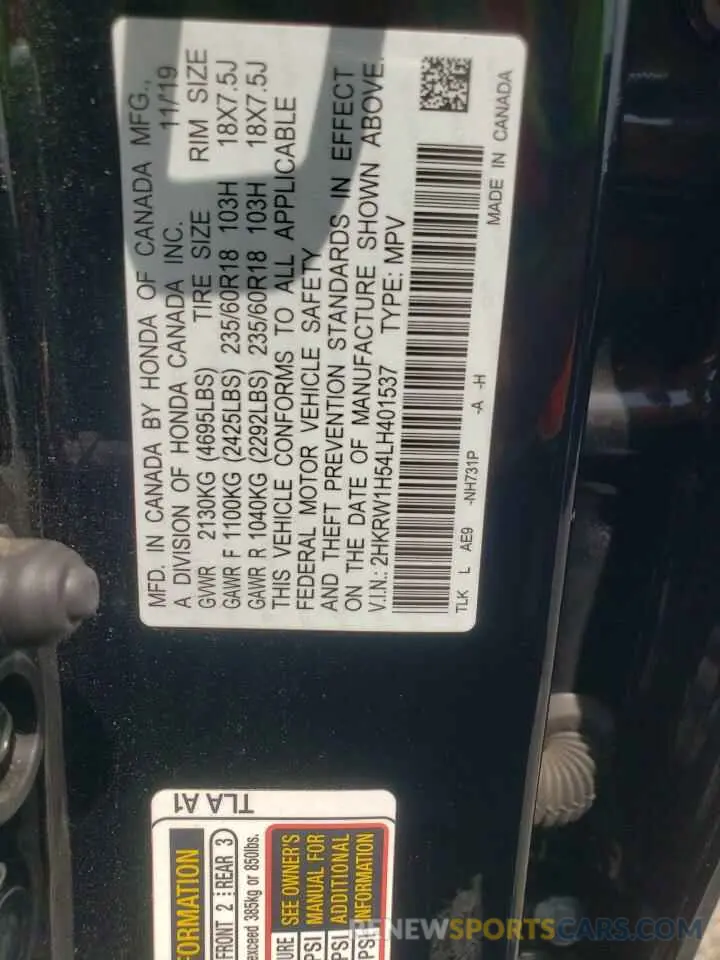 MFD. IN CANADA BY HONDA OF CANADA MFG.,
A DIVISION OF HONDA CANADA INC. 11/19
GVWR 2130KG (4695LBS) TIRE SIZE RIM SIZE
GAWR F 1100KG (2425LBS) 235/60R18 103H 18X7.5J
GAWR R 1040KG (2292LBS) 235/60R18 103H 18X7.5J
THIS VEHICLE CONFORMS TO ALL APPLICABLE
FEDERAL MOTOR VEHICLE SAFETY
AND THEFT PREVENTION STANDARDS IN EFFECT
ON THE DATE OF MANUFACTURE SHOWN ABOVE.
V.I.N.: 2HKRW1H54LH401537 TYPE: MPV
TLK L AE9 -NH731P -A -H MADE IN CANADA
TLA A1
FRONT 2 REAR 3
exceed 385kg or 850lbs.
SEE OWNER'S
MANUAL FOR
ADDITIONAL
INFORMATION
PSI
PSI
PSI
RENEWSPORTSCARS.COM